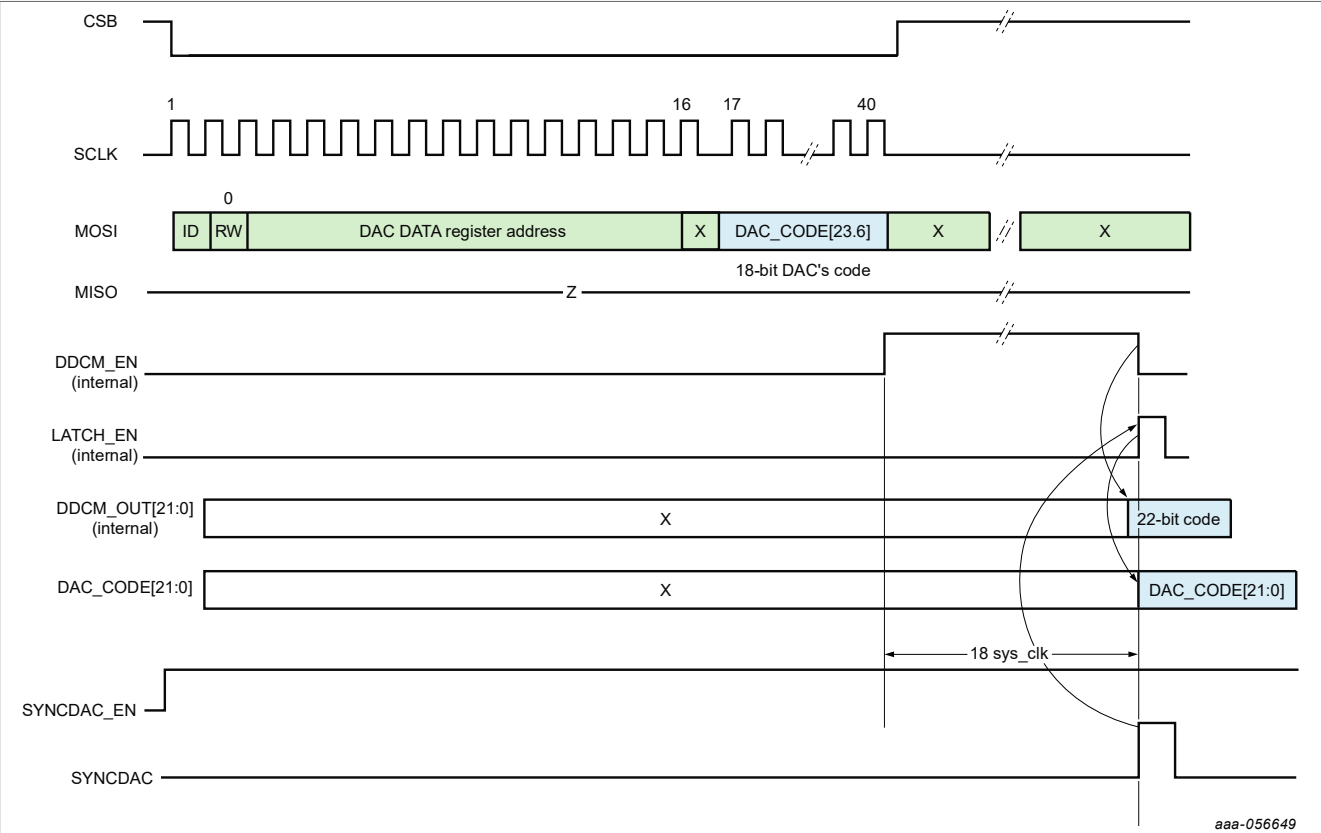 CSB
1
16
17
40
SCLK
0
MOSI
ID
RW
DAC DATA register address
X
DAC_CODE[23.6]
X
X
18-bit DAC's code
MISO
Z
DDCM_EN
(internal)
LATCH_EN
(internal)
DDCM_OUT[21:0]
(internal)
X
22-bit code
DAC_CODE[21:0]
X
DAC_CODE[21:0]
18 sys_clk
SYNCDAC_EN
SYNCDAC
aaa-056649